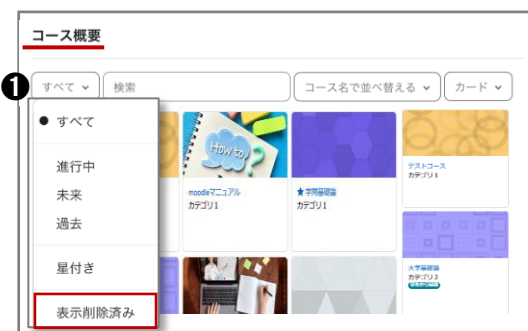 コース概要
❶
すべて
検索
コース名で並べ替える
カード
すべて
進行中
未来
過去
星付き
表示削除済み
How to
?
moodleマニュアル
カテゴリ1
★学問基礎論
カテゴリ1
テストコース
カテゴリ1
大学基礎論
カテゴリ2